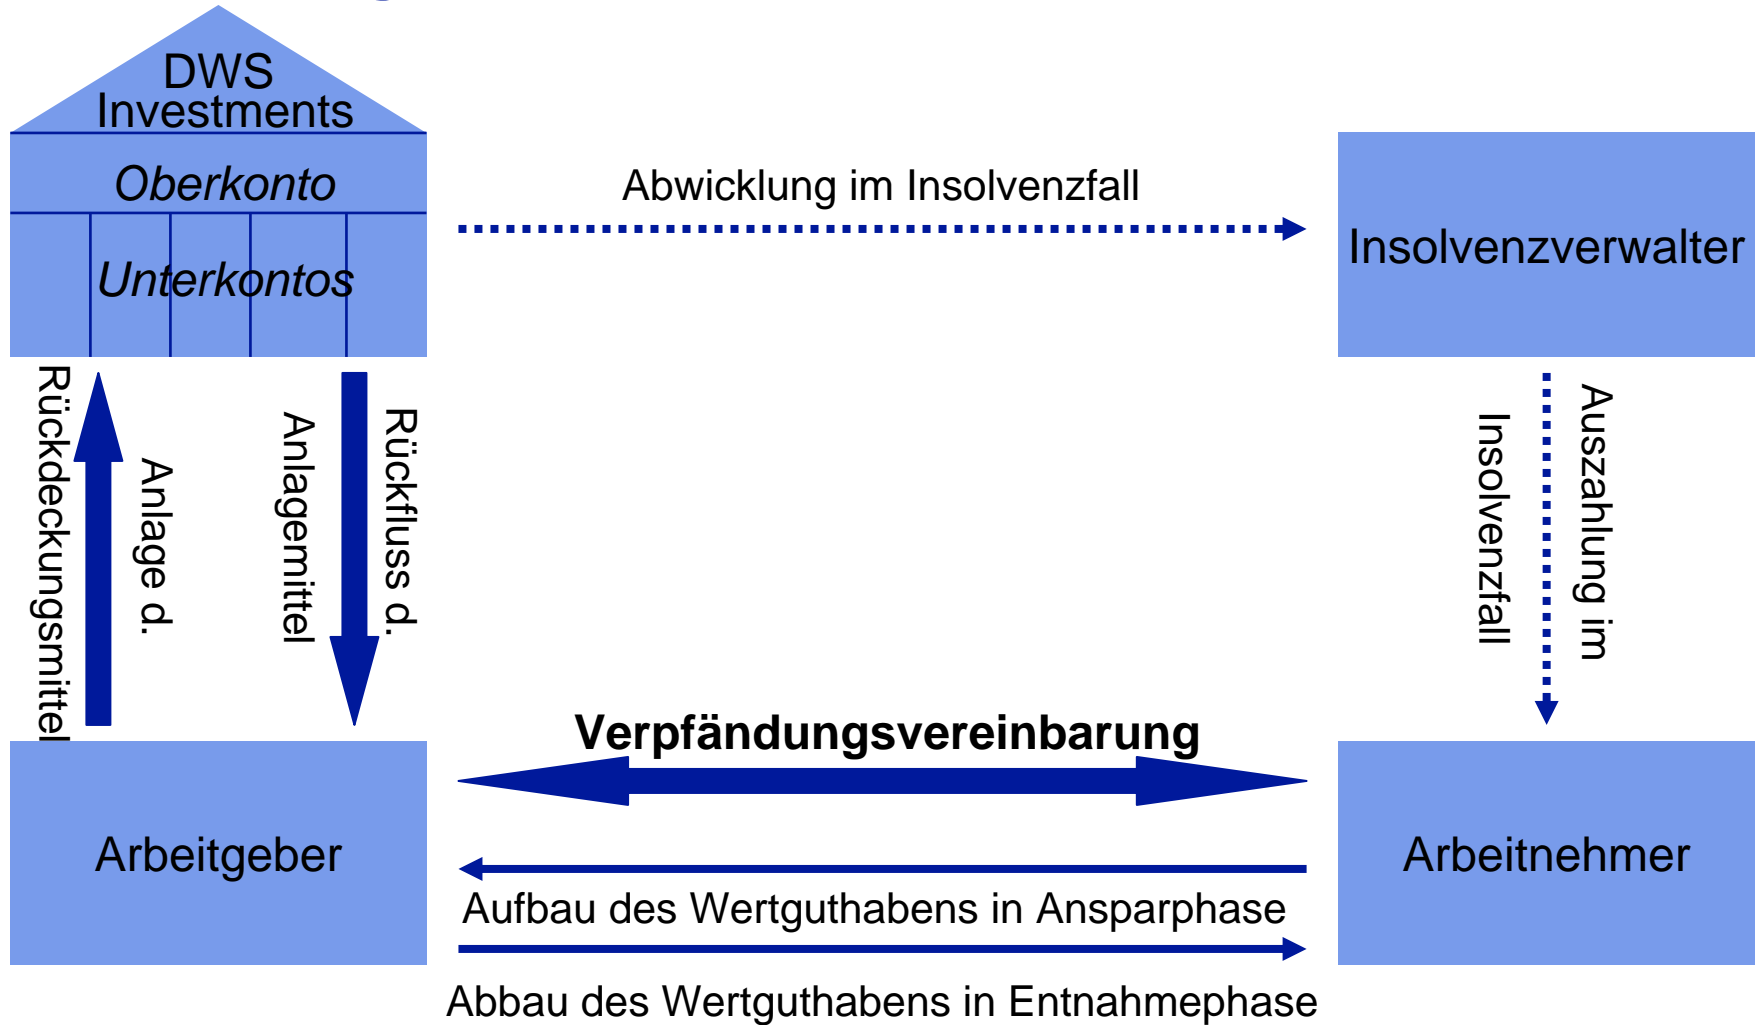 DWS
Investments
Oberkonto
Unterkontos
Abwicklung im Insolvenzfall
Insolvenzverwalter
Rückdeckungsmittel
Anlage d.
Anlagemittel
Rückfluss d.
Insolvenzfall
Auszahlung im
Verpfändungsvereinbarung
Arbeitgeber
Arbeitnehmer
Aufbau des Wertguthabens in Ansparphase
Abbau des Wertguthabens in Entnahmephase